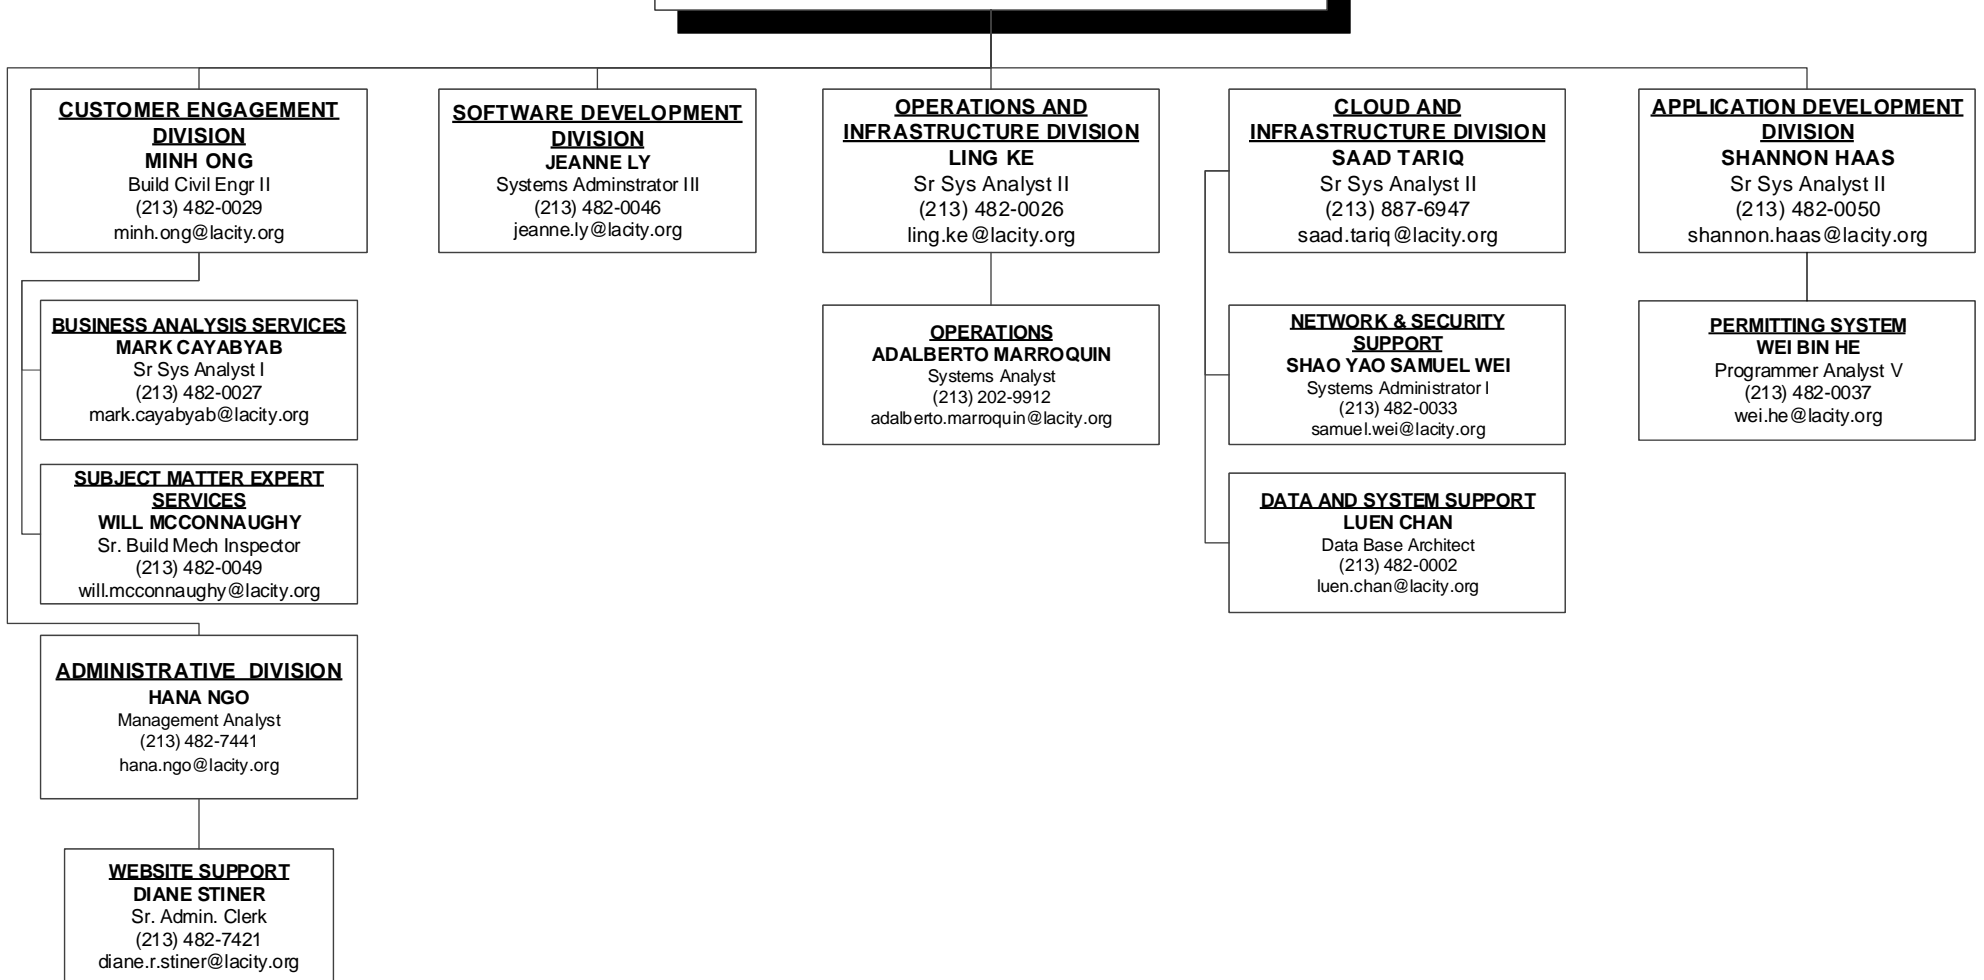 CUSTOMER ENGAGEMENT
DIVISION
MINH ONG
Build Civil Engr II
(213) 482-0029
minh.ong@lacity.org
SOFTWARE DEVELOPMENT
DIVISION
JEANNE LY
Systems Adminstrator III
(213) 482-0046
jeanne.ly@lacity.org
OPERATIONS AND
INFRASTRUCTURE DIVISION
LING KE
Sr Sys Analyst II
(213) 482-0026
ling.ke@lacity.org
CLOUD AND
INFRASTRUCTURE DIVISION
SAAD TARIQ
Sr Sys Analyst II
(213) 887-6947
saad.tariq@lacity.org
APPLICATION DEVELOPMENT
DIVISION
SHANNON HAAS
Sr Sys Analyst II
(213) 482-0050
shannon.haas@lacity.org
BUSINESS ANALYSIS SERVICES
MARK CAYABYAB
Sr Sys Analyst I
(213) 482-0027
mark.cayabyab@lacity.org
OPERATIONS
ADALBERTO MARROQUIN
Systems Analyst
(213) 202-9912
adalberto.marroquin@lacity.org
NETWORK & SECURITY
SUPPORT
SHAO YAO SAMUEL WEI
Systems Administrator I
(213) 482-0033
samuel.wei@lacity.org
PERMITTING SYSTEM
WEI BIN HE
Programmer Analyst V
(213) 482-0037
wei.he@lacity.org
SUBJECT MATTER EXPERT
SERVICES
WILL MCCONNAUGHY
Sr. Build Mech Inspector
(213) 482-0049
will.mcconnaughy@lacity.org
DATA AND SYSTEM SUPPORT
LUEN CHAN
Data Base Architect
(213) 482-0002
luen.chan@lacity.org
ADMINISTRATIVE DIVISION
HANA NGO
Management Analyst
(213) 482-7441
hana.ngo@lacity.org
WEBSITE SUPPORT
DIANE STINER
Sr. Admin. Clerk
(213) 482-7421
diane.r.stiner@lacity.org